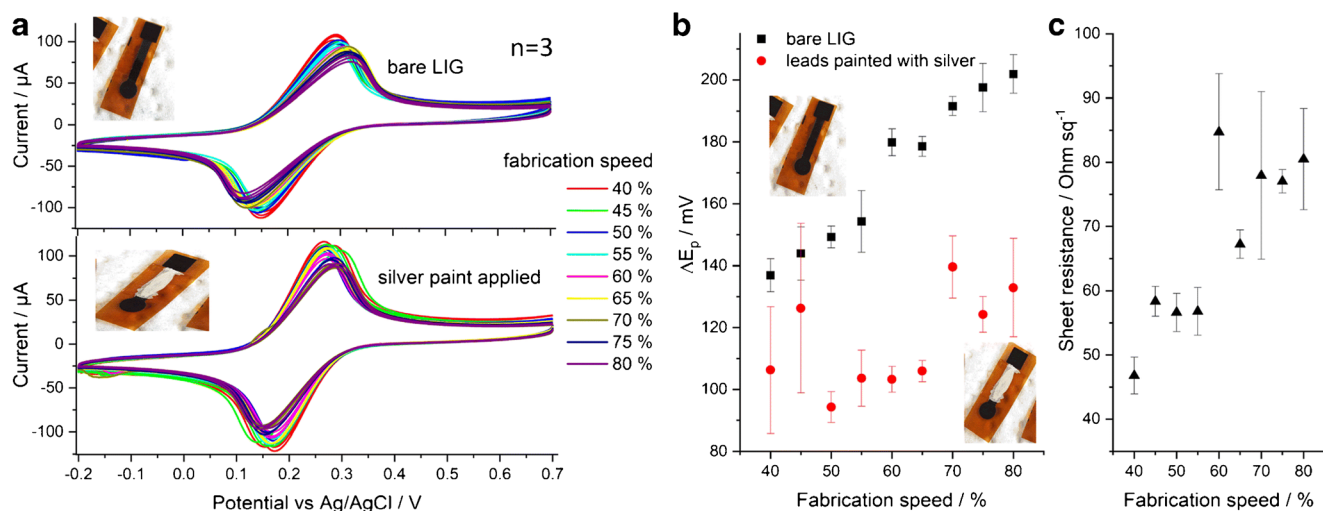 a
100
50
0
-50
-100
Current / µA
n=3
bare LIG
100
50
0
-50
-100
Current / µA
silver paint applied
-0.2 -0.1 0.0 0.1 0.2 0.3 0.4 0.5 0.6 0.7
Potential vs Ag/AgCl / V
fabrication speed
40 %
45 %
50 %
55 %
60 %
65 %
70 %
75 %
80 %
b
bare LIG
leads painted with silver
200
180
160
140
120
100
80
ΔEp / mV
40 50 60 70 80
Fabrication speed / %
c
100
90
80
70
60
50
40
Sheet resistance / Ohm sq⁻¹
40 50 60 70 80
Fabrication speed / %